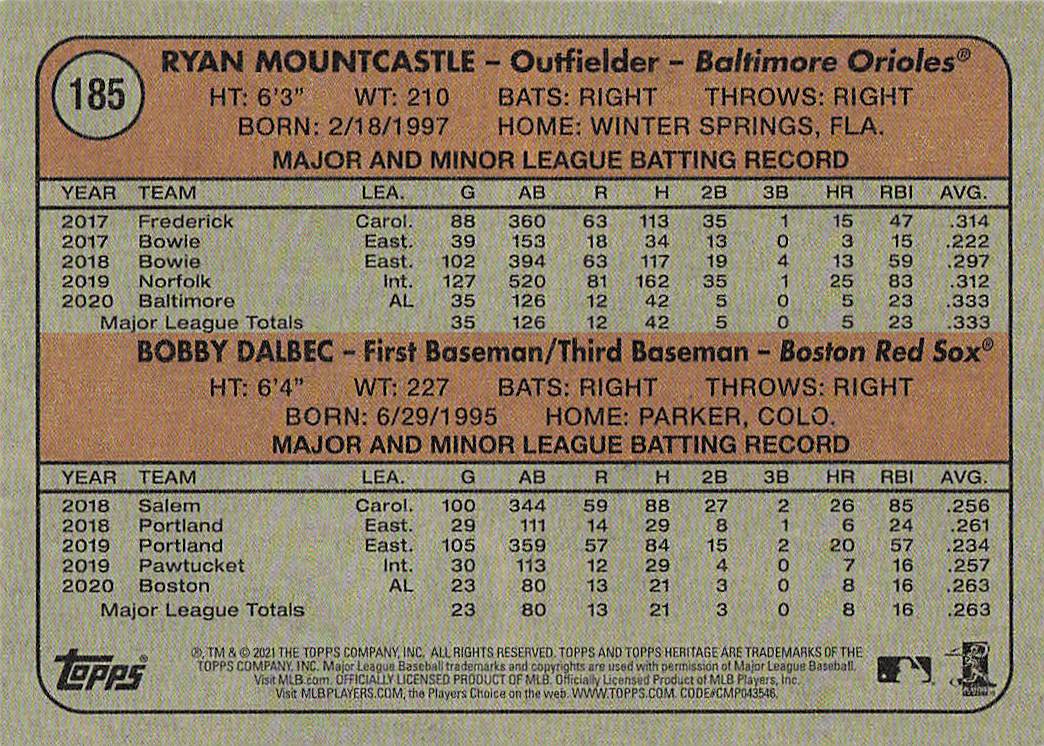 185
RYAN MOUNTCASTLE – Outfielder – Baltimore Orioles®
HT: 6'3" WT: 210 BATS: RIGHT THROWS: RIGHT
BORN: 2/18/1997 HOME: WINTER SPRINGS, FLA.
MAJOR AND MINOR LEAGUE BATTING RECORD
YEAR TEAM LEA. G AB R H 2B 3B HR RBI AVG.
2017 Frederick Carol. 88 360 63 113 35 1 15 47 .314
2017 Bowie East. 39 153 18 34 13 0 3 15 .222
2018 Bowie East. 102 394 63 117 19 4 13 59 .297
2019 Norfolk Int. 127 520 81 162 35 1 25 83 .312
2020 Baltimore AL 35 126 12 42 5 0 5 23 .333
Major League Totals 35 126 12 42 5 0 5 23 .333
BOBBY DALBEC – First Baseman/Third Baseman – Boston Red Sox®
HT: 6'4" WT: 227 BATS: RIGHT THROWS: RIGHT
BORN: 6/29/1995 HOME: PARKER, COLO.
MAJOR AND MINOR LEAGUE BATTING RECORD
YEAR TEAM LEA. G AB R H 2B 3B HR RBI AVG.
2018 Salem Carol. 100 344 59 88 27 2 26 85 .256
2018 Portland East. 29 111 14 29 8 1 6 24 .261
2019 Portland East. 105 359 57 84 15 2 20 57 .234
2019 Pawtucket Int. 30 113 12 29 4 0 7 16 .257
2020 Boston AL 23 80 13 21 3 0 8 16 .263
Major League Totals 23 80 13 21 3 0 8 16 .263
Topps®
®, TM & © 2021 THE TOPPS COMPANY, INC. ALL RIGHTS RESERVED. TOPPS AND TOPPS HERITAGE ARE TRADEMARKS OF THE
TOPPS COMPANY, INC. Major League Baseball trademarks and copyrights are used with permission of Major League Baseball.
Visit MLB.com. OFFICIALLY LICENSED PRODUCT OF MLB. Officially Licensed Product of MLB Players, Inc.
Visit MLBPLAYERS.COM, the Players Choice on the web. WWW.TOPPS.COM. CODE#CMP043546.